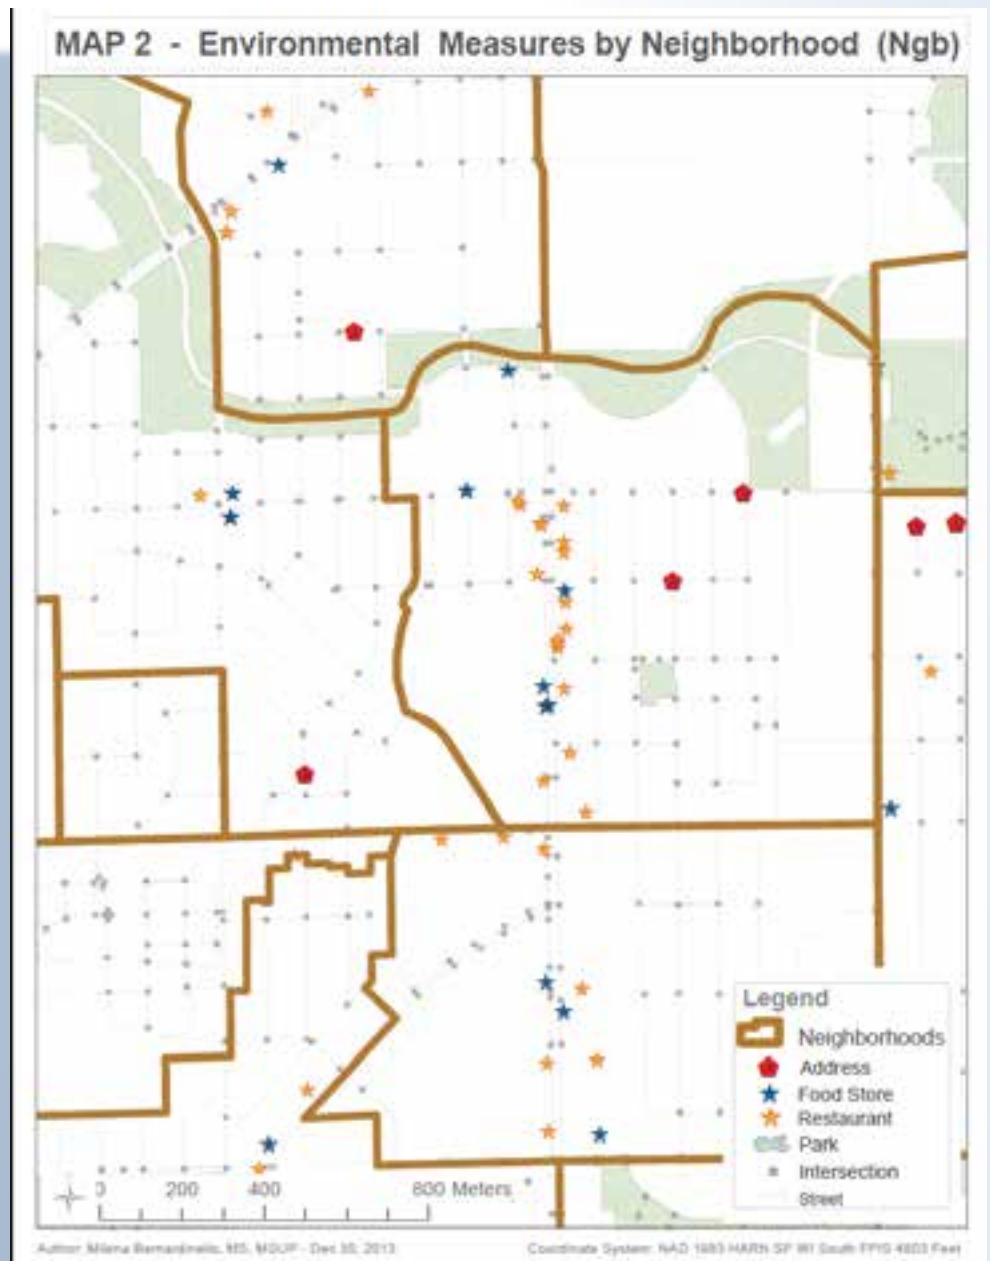 MAP 2 - Environmental Measures by Neighborhood (Ngb)
Legend
Neighborhoods
Address
Food Store
Restaurant
Park
Intersection
Street
0 200 400 800 Meters
Author: Milena Bernardinello, MS, MSUP - Dec 30, 2013
Coordinate System: NAD 1983 HARN SP WI South FIPS 4803 Feet